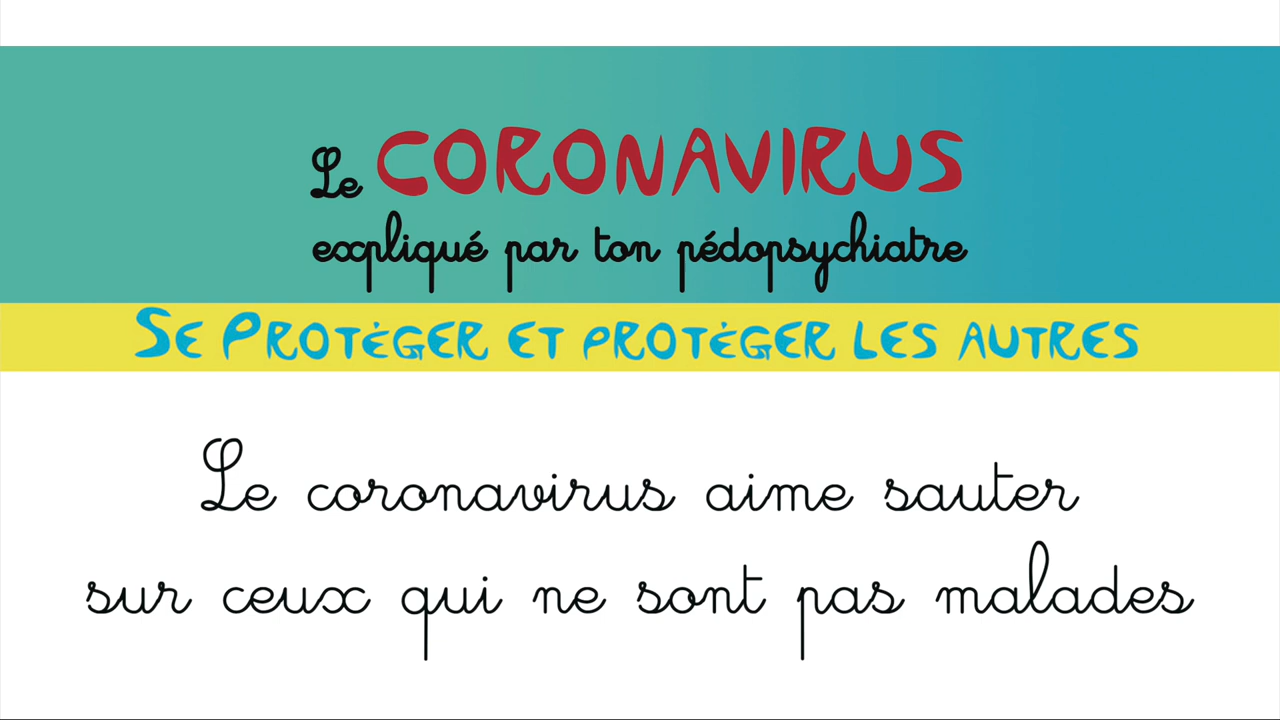 Le CORONAVIRUS
expliqué par ton pédopsychiatre
SE PROTÉGER ET PROTÉGER LES AUTRES
Le coronavirus aime sauter
sur ceux qui ne sont pas malades